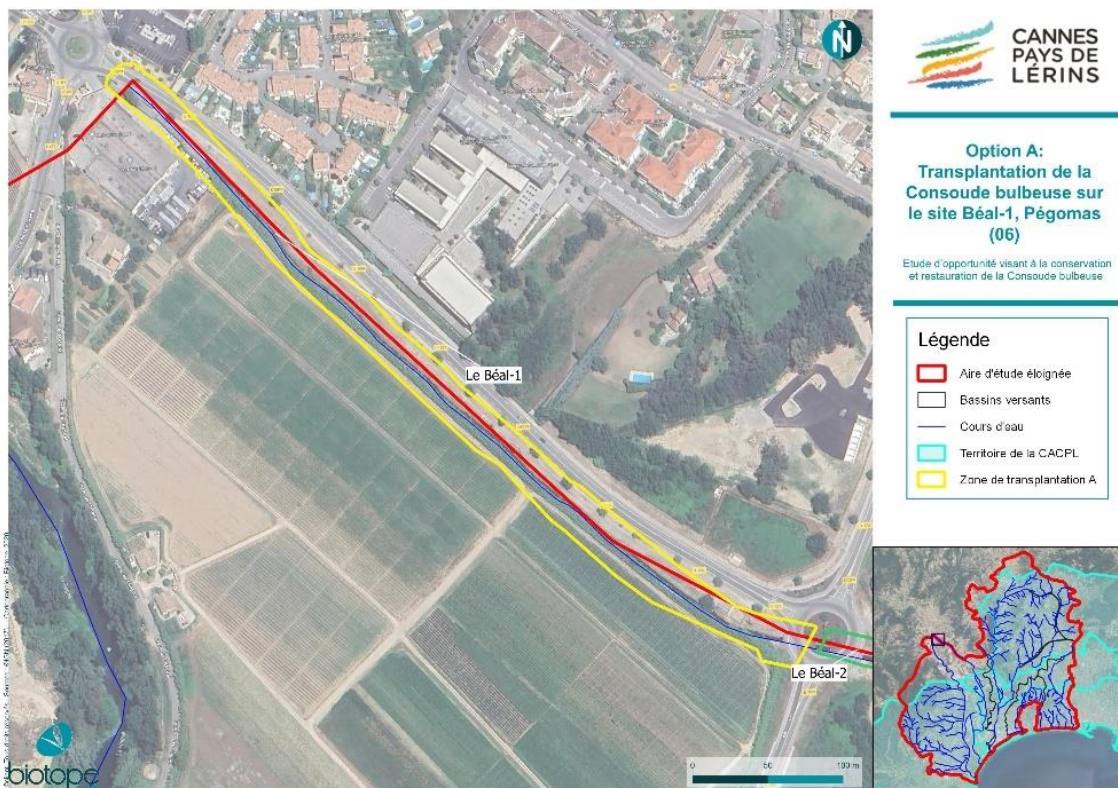 CANNES
PAYS DE
LÉRINS
Option A:
Transplantation de la
Consoude bulbeuse sur
le site Béal-1, Pégomas
(06)
Etude d'opportunité visant à la conservation
et restauration de la Consoude bulbeuse
Légende
Aire d'étude éloignée
Bassins versants
Cours d'eau
Territoire de la CACPL
Zone de transplantation A
N
Le Béal-1
Le Béal-2
0 50 100 m
biotope